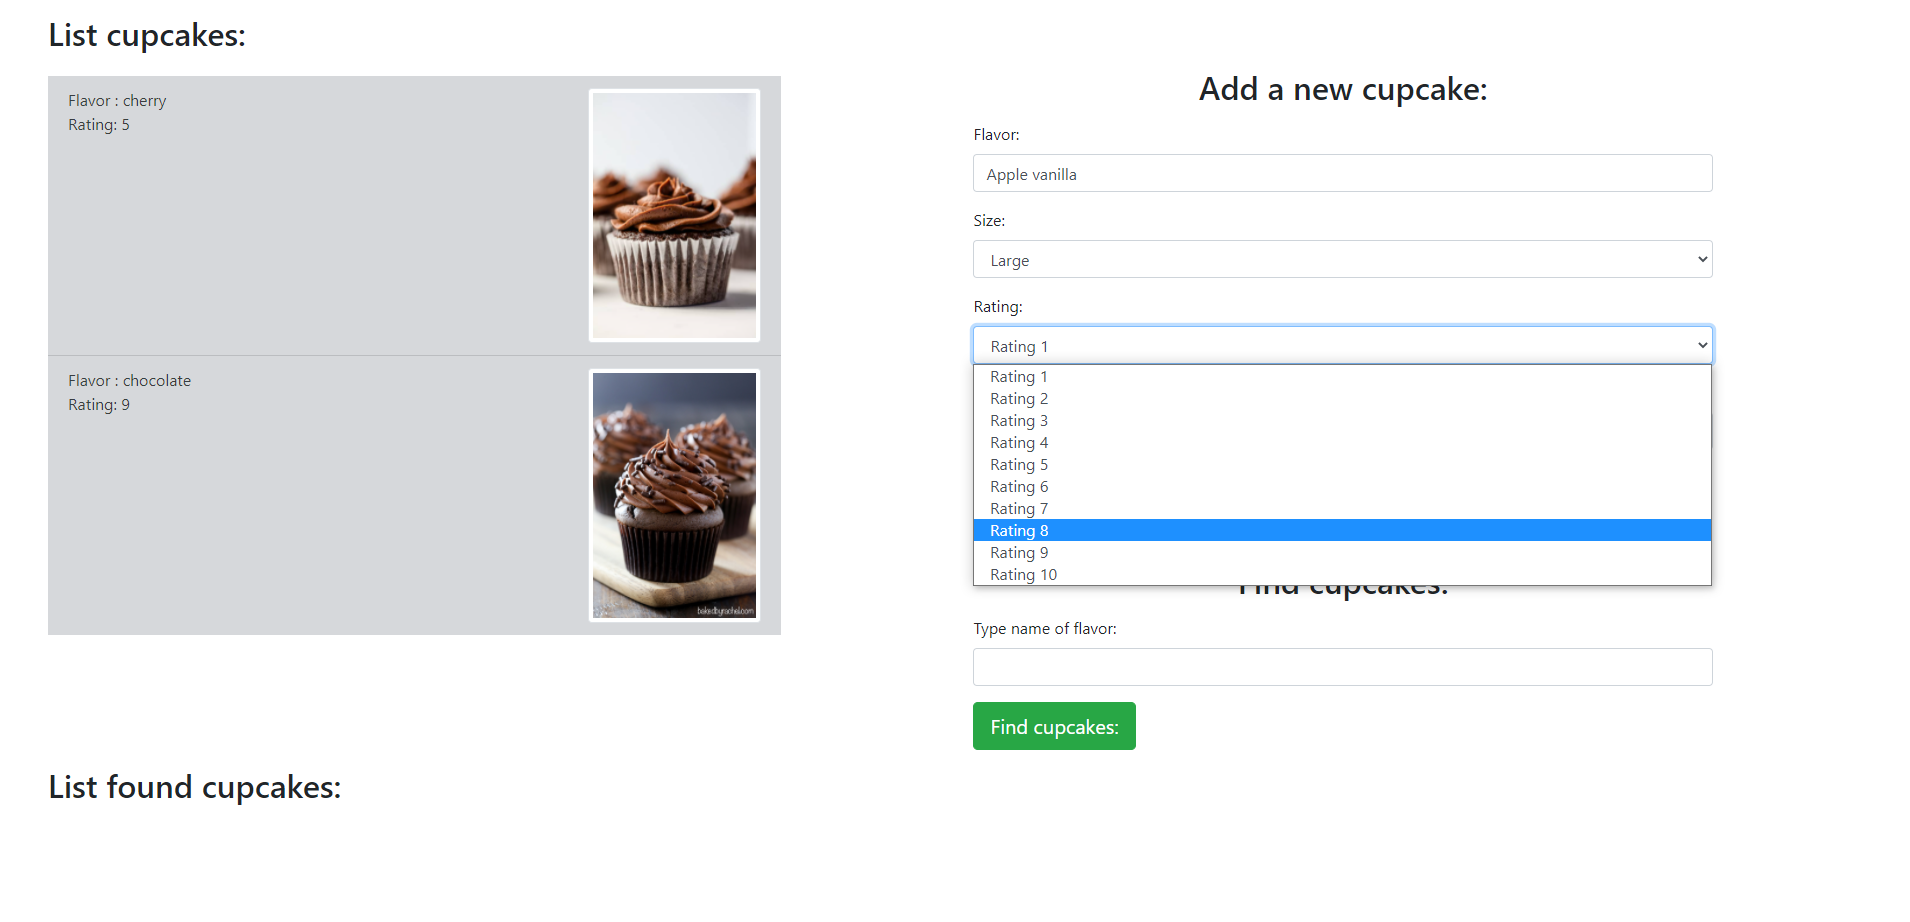 List cupcakes:
Flavor : cherry
Rating: 5
Flavor : chocolate
Rating: 9
bakedbyrachel.com
Add a new cupcake:
Flavor:
Apple vanilla
Size:
Large
Rating:
Rating 1
Rating 1
Rating 2
Rating 3
Rating 4
Rating 5
Rating 6
Rating 7
Rating 8
Rating 9
Rating 10
Find cupcakes:
Type name of flavor:
Find cupcakes:
List found cupcakes: